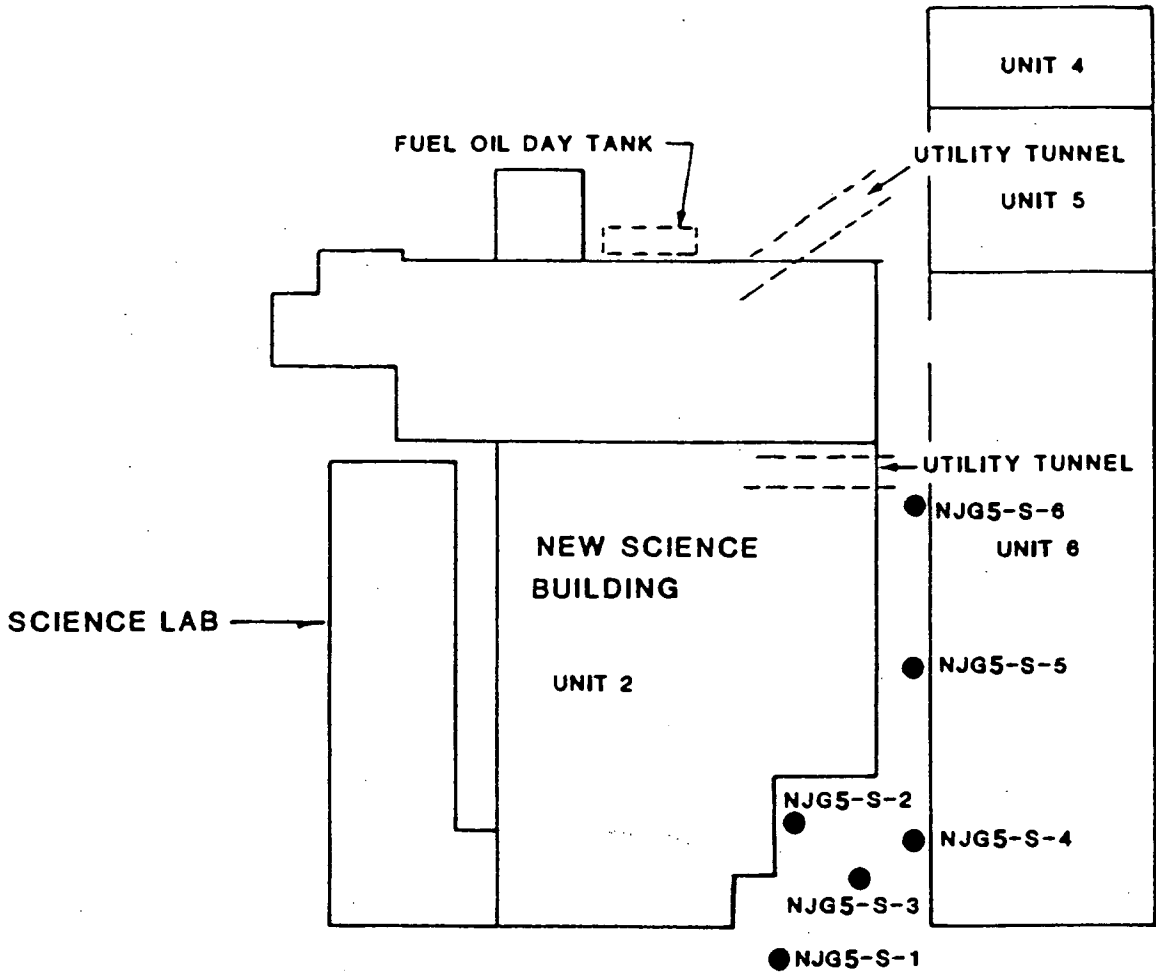 UNIT 4
FUEL OIL DAY TANK
UTILITY TUNNEL
UNIT 5
UTILITY TUNNEL
NJG5-S-6
NEW SCIENCE
BUILDING
UNIT 6
SCIENCE LAB
NJG5-S-5
UNIT 2
NJG5-S-2
NJG5-S-4
NJG5-S-3
NJG5-S-1